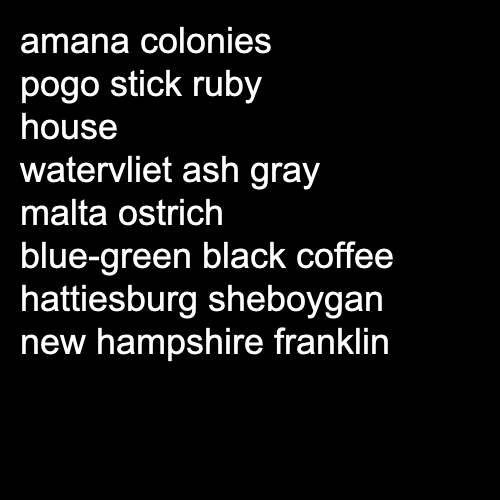 amana colonies
pogo stick ruby
house
watervliet ash gray
malta ostrich
blue-green black coffee
hattiesburg sheboygan
new hampshire franklin